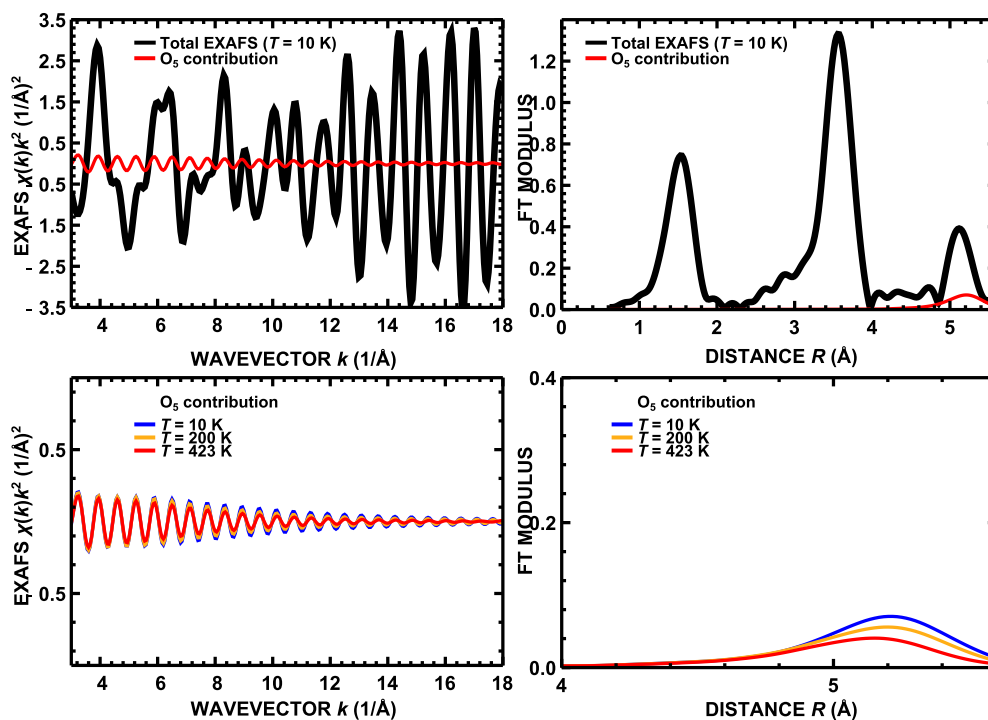 3.5
2.5
1.5
0.5
0.5
1.5
2.5
-
- 3.5
EXAFS χ(k)k² (1/Å)²
Total EXAFS (T = 10 K)
O₅ contribution
4 6 8 10 12 14 16 18
WAVEVECTOR k (1/Å)
1.2
1.0
0.8
0.6
0.4
0.2
0.0
FT MODULUS
Total EXAFS (T = 10 K)
O₅ contribution
0 1 2 3 4 5
DISTANCE R (Å)
0.5
0.5
EXAFS χ(k)k² (1/Å)²
O₅ contribution
T = 10 K
T = 200 K
T = 423 K
4 6 8 10 12 14 16 18
WAVEVECTOR k (1/Å)
0.4
0.2
0.0
FT MODULUS
O₅ contribution
T = 10 K
T = 200 K
T = 423 K
4 5
DISTANCE R (Å)